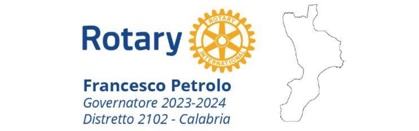 Rotary
ROTARY
INTERNATIONAL
Francesco Petrolo
Governatore 2023-2024
Distretto 2102 - Calabria